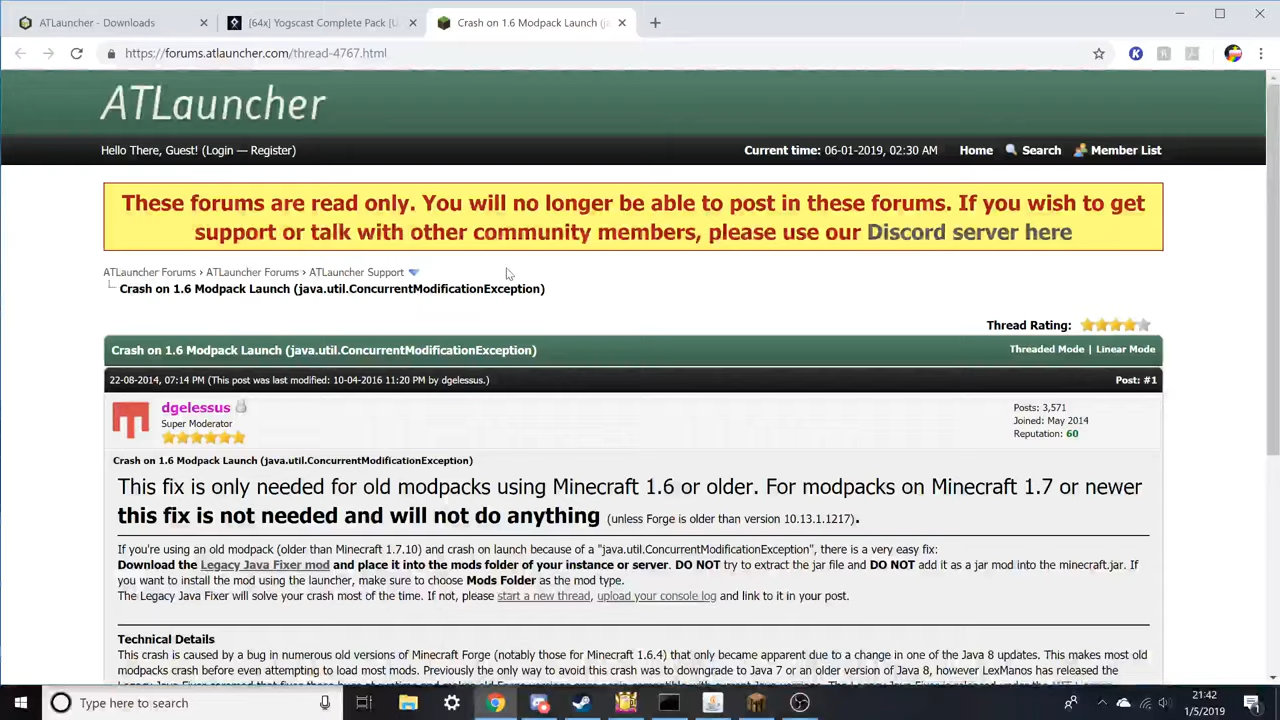 ATLauncher - Downloads
[64x] Yogscast Complete Pack [U
Crash on 1.6 Modpack Launch (ja
https://forums.atlauncher.com/thread-4767.html
ATLauncher
Hello There, Guest! (Login — Register)
Current time: 06-01-2019, 02:30 AM Home Search Member List
These forums are read only. You will no longer be able to post in these forums. If you wish to get
support or talk with other community members, please use our Discord server here
ATLauncher Forums › ATLauncher Forums › ATLauncher Support
Crash on 1.6 Modpack Launch (java.util.ConcurrentModificationException)
Thread Rating:
Crash on 1.6 Modpack Launch (java.util.ConcurrentModificationException)
Threaded Mode | Linear Mode
22-08-2014, 07:14 PM (This post was last modified: 10-04-2016 11:20 PM by dgelessus.)
Post: #1
dgelessus
Super Moderator
Posts: 3,571
Joined: May 2014
Reputation: 60
Crash on 1.6 Modpack Launch (java.util.ConcurrentModificationException)
This fix is only needed for old modpacks using Minecraft 1.6 or older. For modpacks on Minecraft 1.7 or newer
this fix is not needed and will not do anything (unless Forge is older than version 10.13.1.1217).
If you're using an old modpack (older than Minecraft 1.7.10) and crash on launch because of a "java.util.ConcurrentModificationException", there is a very easy fix:
Download the Legacy Java Fixer mod and place it into the mods folder of your instance or server. DO NOT try to extract the jar file and DO NOT add it as a jar mod into the minecraft.jar. If
you want to install the mod using the launcher, make sure to choose Mods Folder as the mod type.
The Legacy Java Fixer will solve your crash most of the time. If not, please start a new thread, upload your console log and link to it in your post.
Technical Details
This crash is caused by a bug in numerous old versions of Minecraft Forge (notably those for Minecraft 1.6.4) that only became apparent due to a change in one of the Java 8 updates. This makes most old
modpacks crash before even attempting to load most mods. Previously the only way to avoid this crash was to downgrade to Java 7 or an older version of Java 8, however LexManos has released the
Type here to search
21:42
1/5/2019